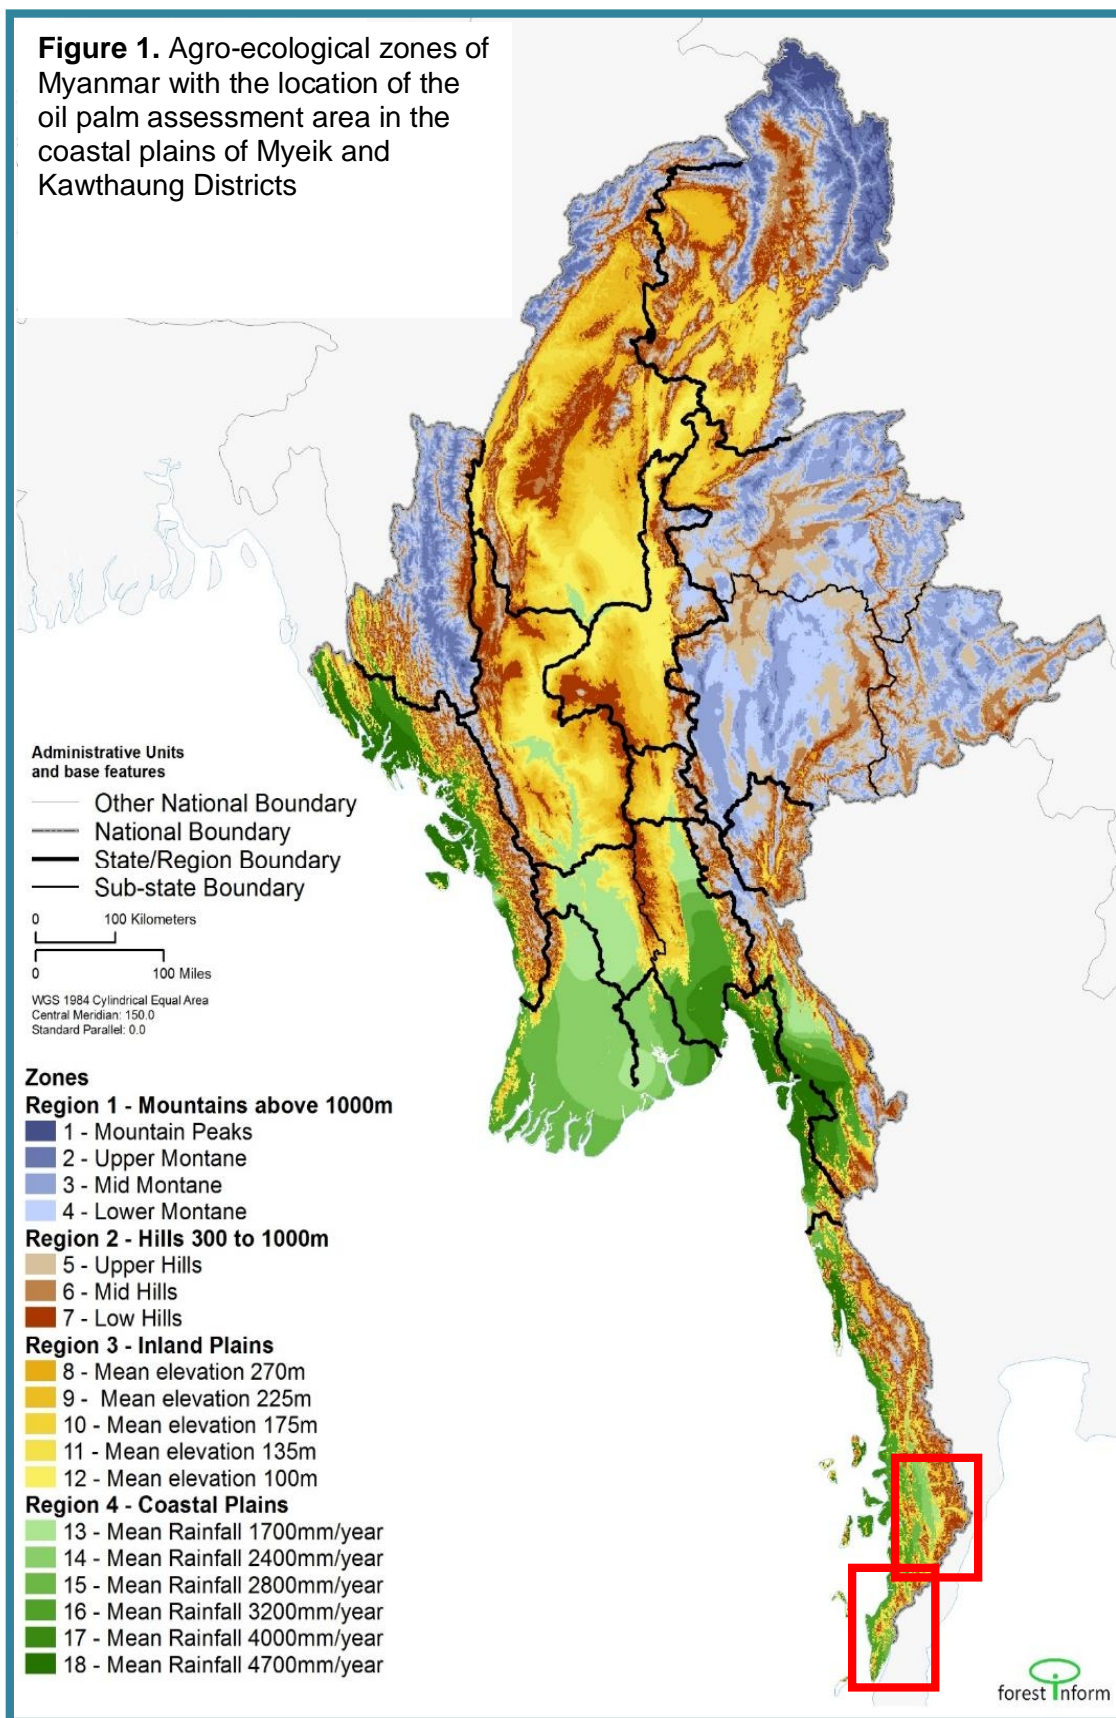 Figure 1. Agro-ecological zones of
Myanmar with the location of the
oil palm assessment area in the
coastal plains of Myeik and
Kawthaung Districts
Administrative Units
and base features
Other National Boundary
National Boundary
State/Region Boundary
Sub-state Boundary
0 100 Kilometers
0 100 Miles
WGS 1984 Cylindrical Equal Area
Central Meridian: 150.0
Standard Parallel: 0.0
Zones
Region 1 - Mountains above 1000m
1 - Mountain Peaks
2 - Upper Montane
3 - Mid Montane
4 - Lower Montane
Region 2 - Hills 300 to 1000m
5 - Upper Hills
6 - Mid Hills
7 - Low Hills
Region 3 - Inland Plains
8 - Mean elevation 270m
9 - Mean elevation 225m
10 - Mean elevation 175m
11 - Mean elevation 135m
12 - Mean elevation 100m
Region 4 - Coastal Plains
13 - Mean Rainfall 1700mm/year
14 - Mean Rainfall 2400mm/year
15 - Mean Rainfall 2800mm/year
16 - Mean Rainfall 3200mm/year
17 - Mean Rainfall 4000mm/year
18 - Mean Rainfall 4700mm/year
forest inform